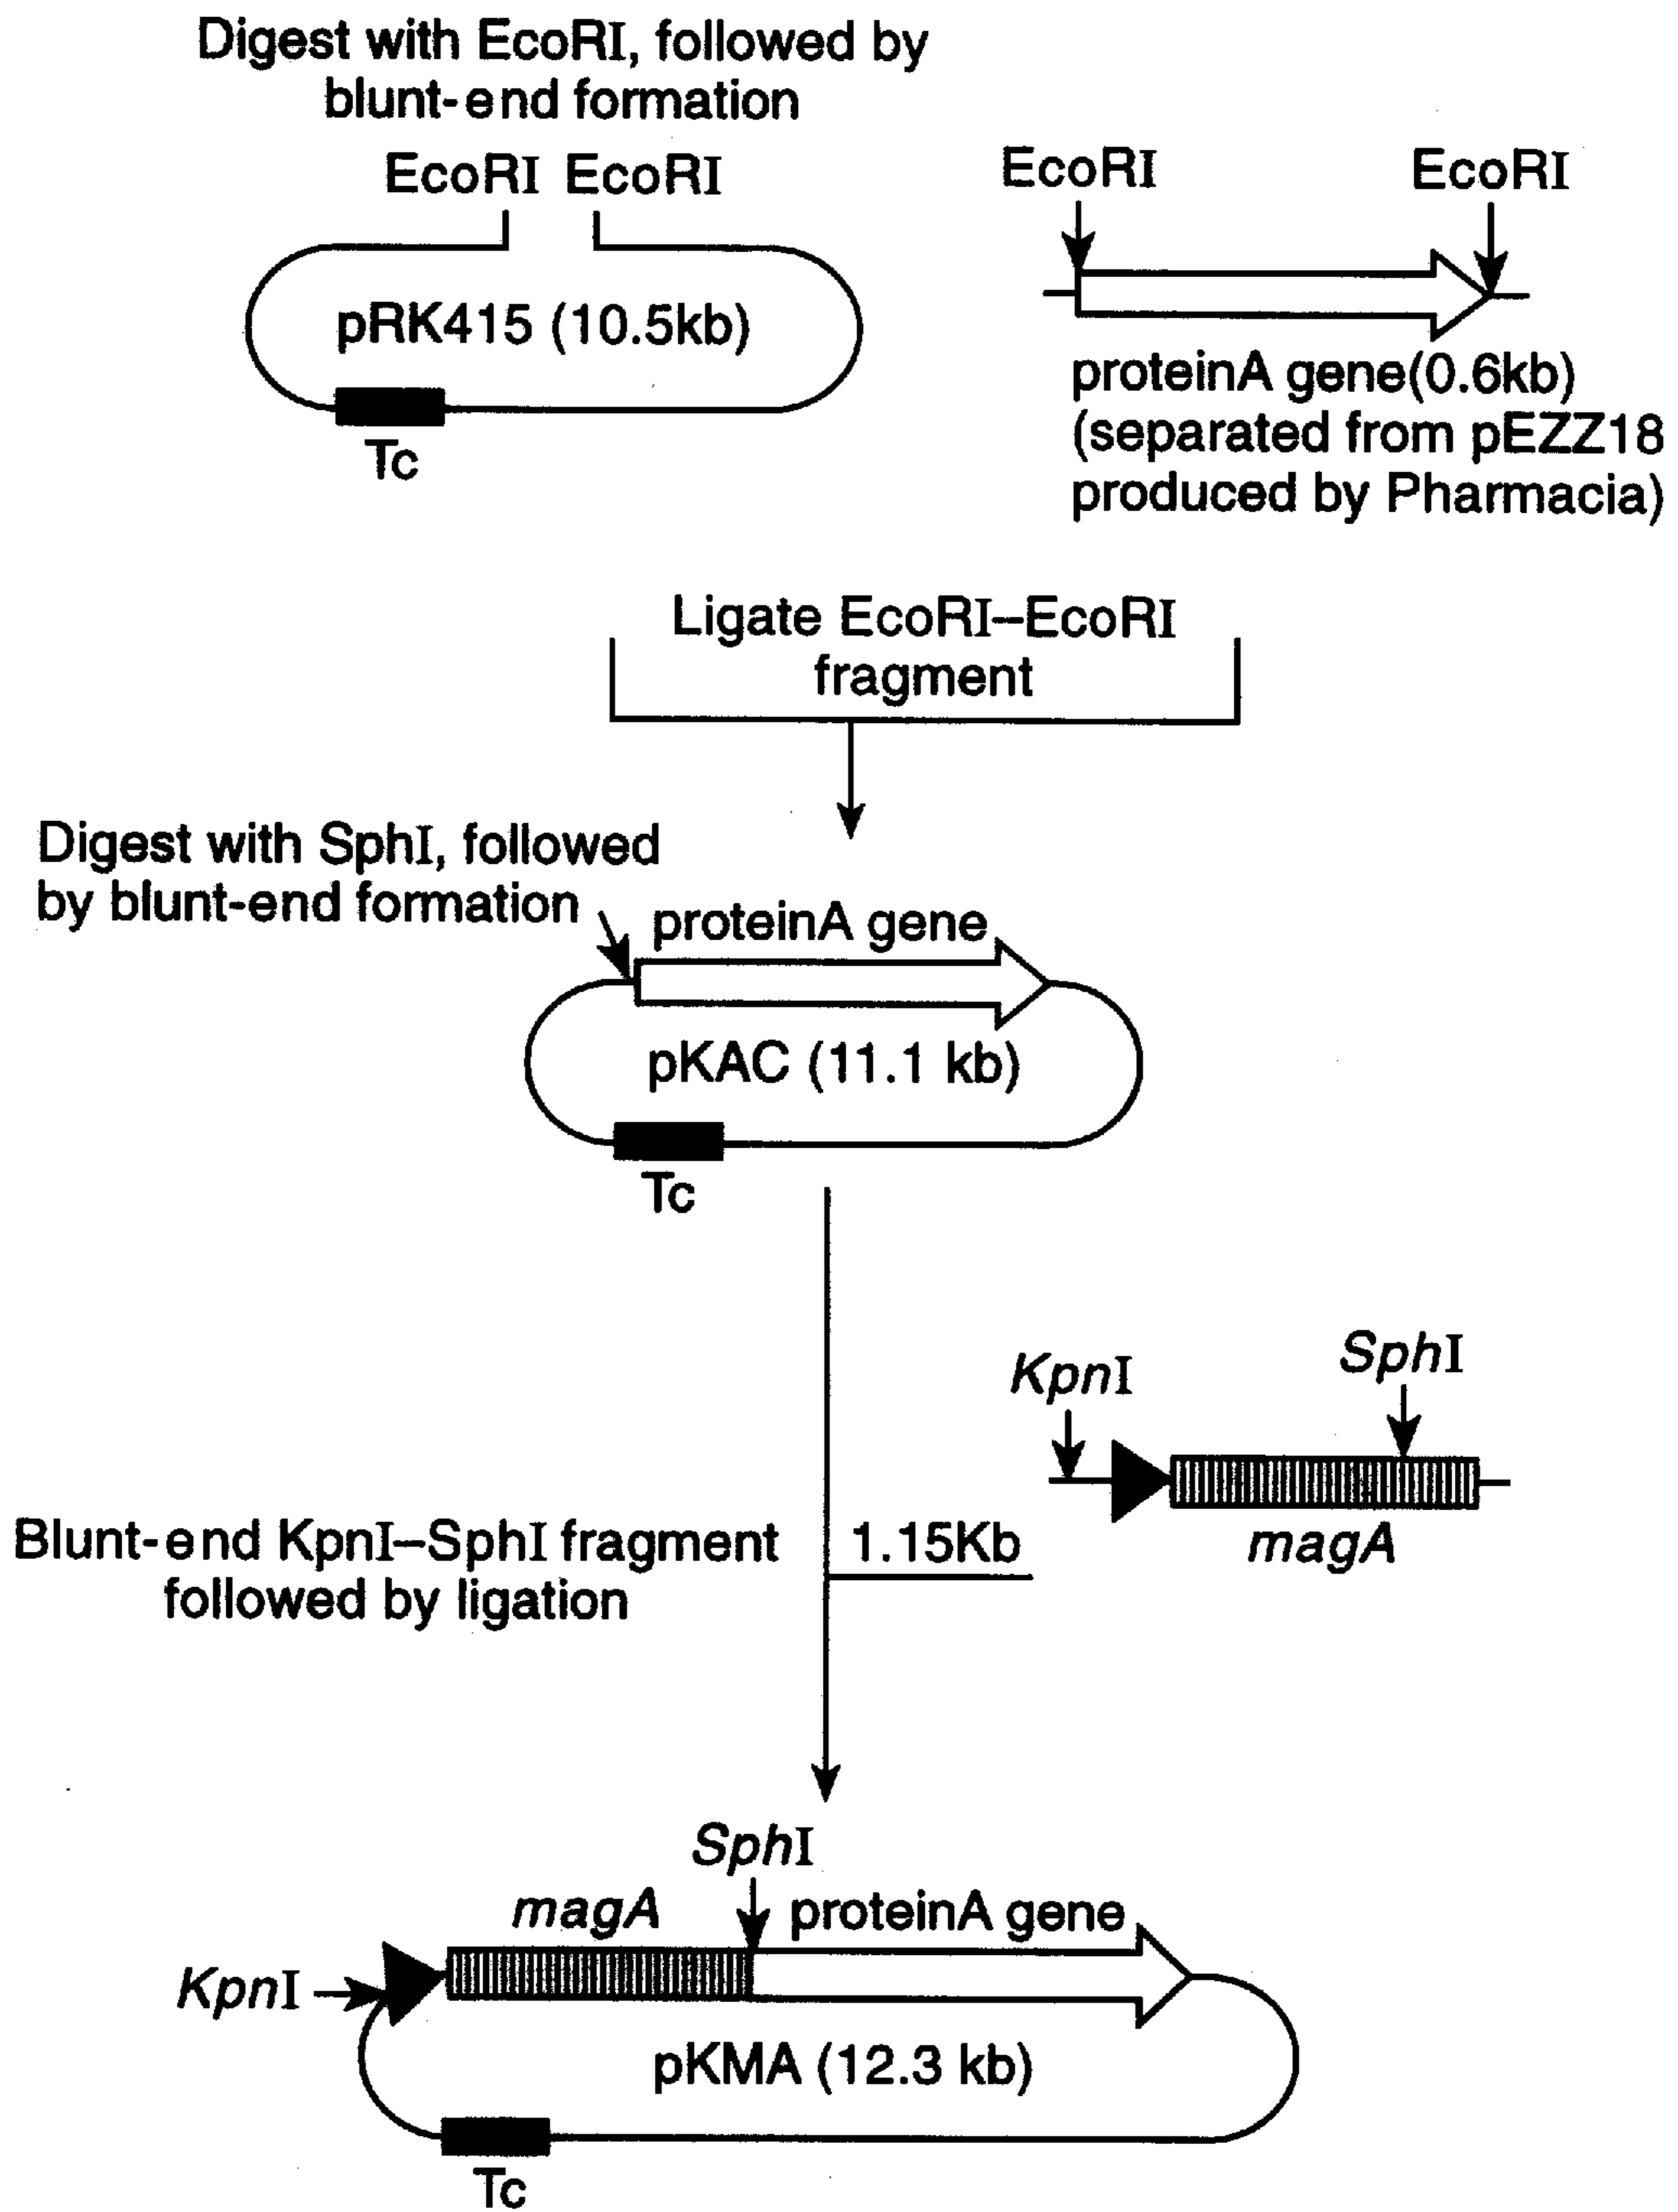 Digest with EcoRI, followed by
blunt-end formation
EcoRI EcoRI
pRK415 (10.5kb)
Tc
EcoRI
EcoRI
proteinA gene(0.6kb)
(separated from pEZZ18
produced by Pharmacia)
Ligate EcoRI–EcoRI
fragment
Digest with SphI, followed
by blunt-end formation
proteinA gene
pKAC (11.1 kb)
Tc
KpnI
SphI
magA
Blunt-end KpnI–SphI fragment
followed by ligation
1.15Kb
SphI
magA
proteinA gene
KpnI
pKMA (12.3 kb)
Tc